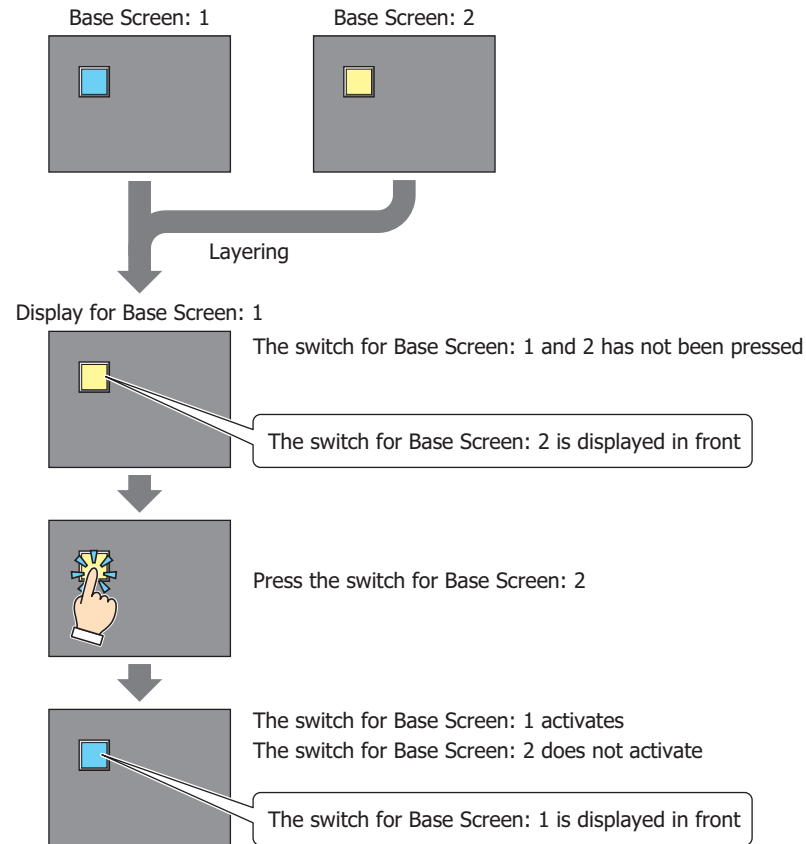 Base Screen: 1
Base Screen: 2
Layering
Display for Base Screen: 1
The switch for Base Screen: 1 and 2 has not been pressed
The switch for Base Screen: 2 is displayed in front
Press the switch for Base Screen: 2
The switch for Base Screen: 1 activates
The switch for Base Screen: 2 does not activate
The switch for Base Screen: 1 is displayed in front